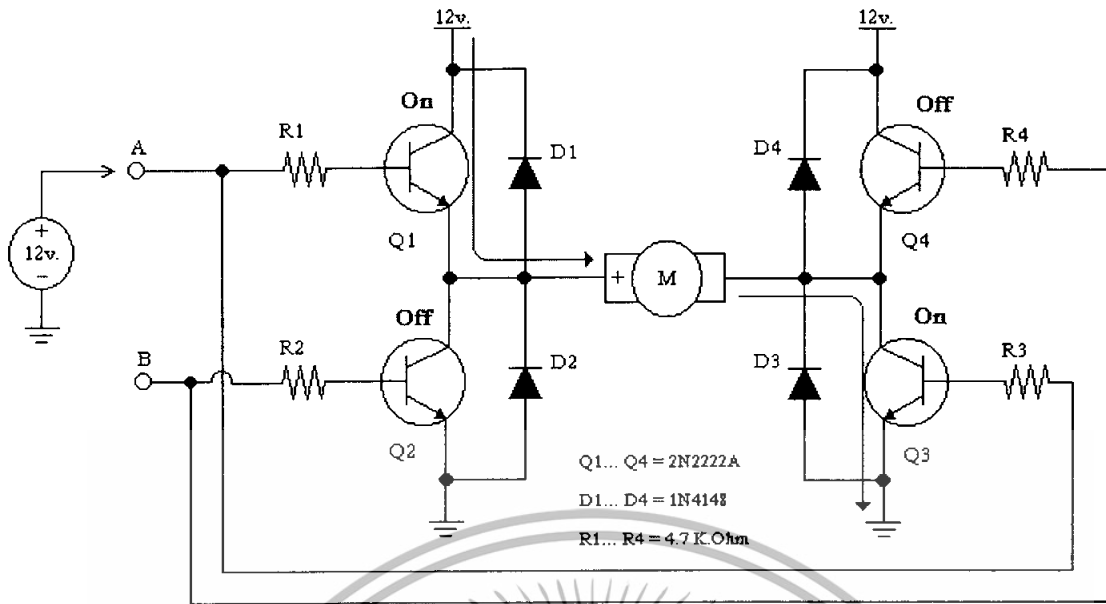 12v.
12v.
On
Off
R1
R4
A
D1
D4
+
12v.
−
Q1
Q4
+ M
Off
On
B
R2
D2
D3
R3
Q2
Q3
Q1... Q4 = 2N2222A
D1... D4 = 1N4148
R1... R4 = 4.7 K.Ohm